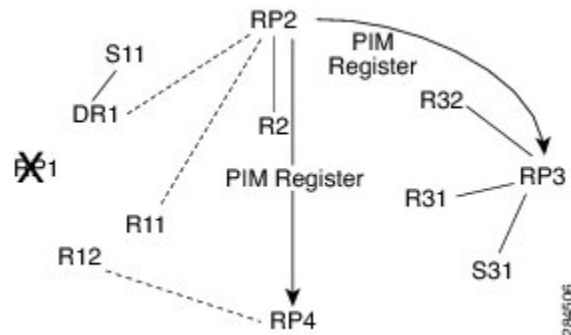 RP2
S11
PIM
Register
DR1
R32
R2
RP1
PIM Register
RP3
R31
R11
R12
S31
RP4
284506